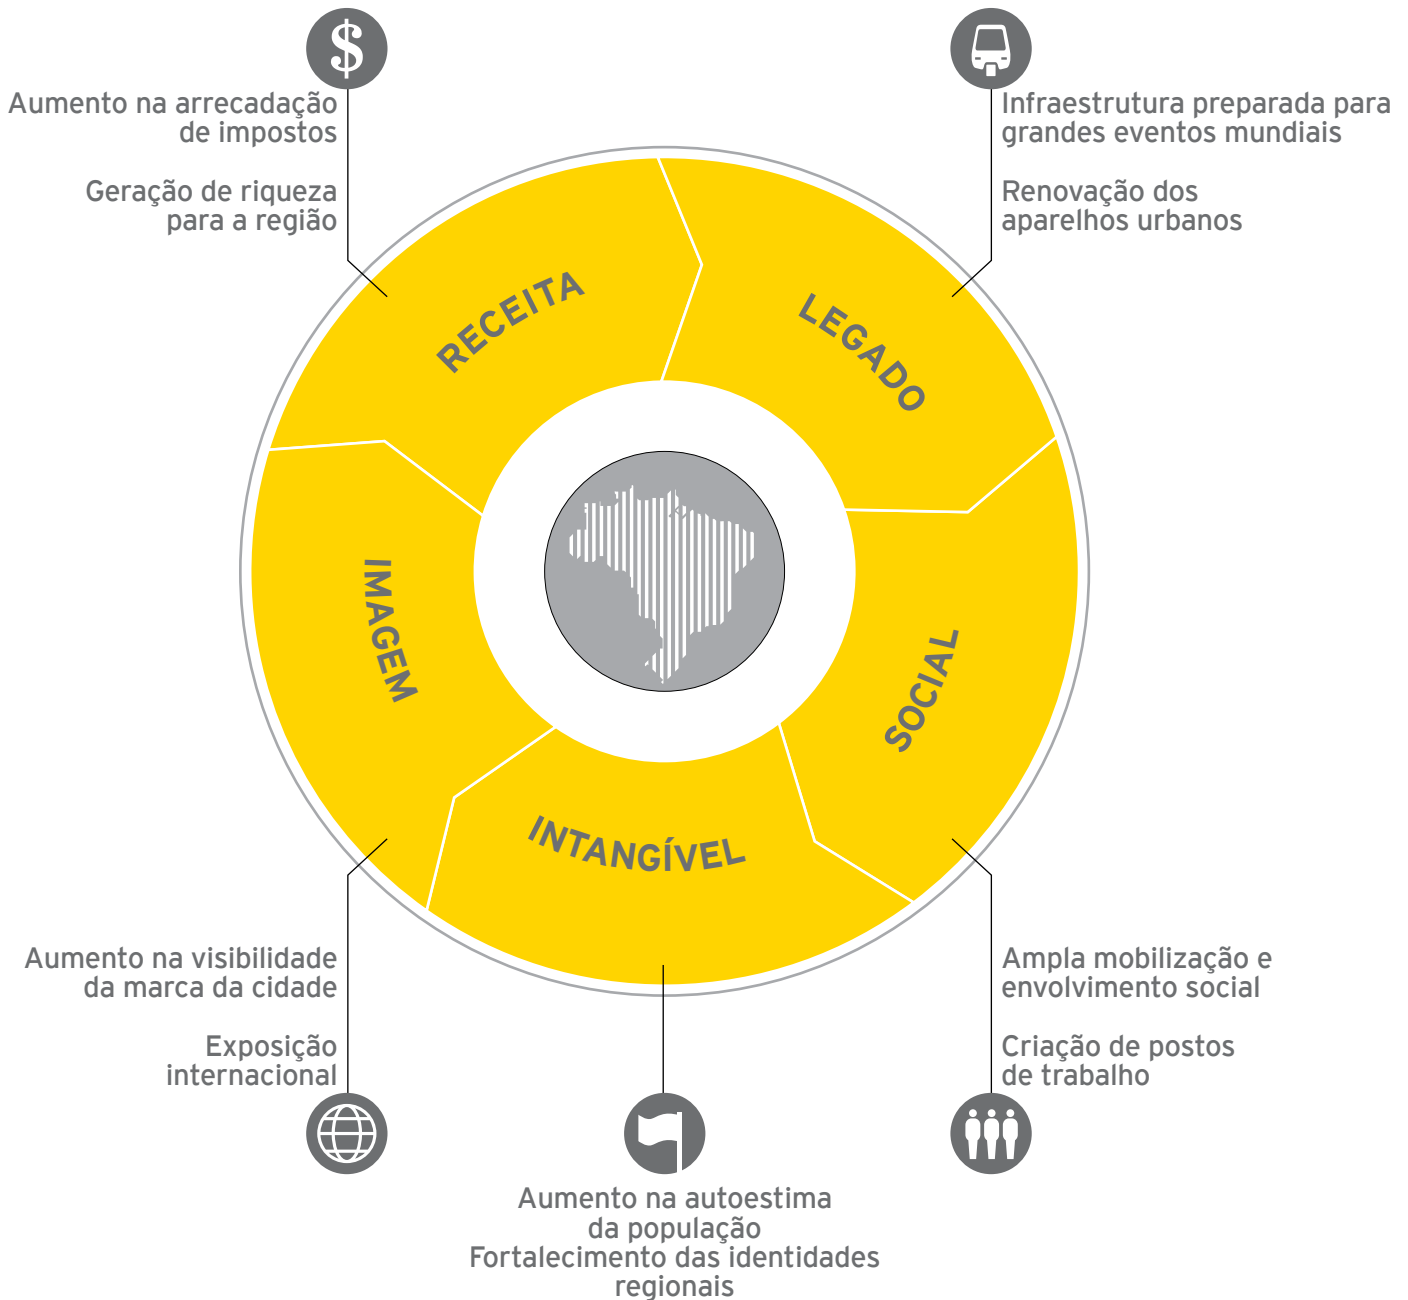 $
Aumento na arrecadação
de impostos
Geração de riqueza
para a região
Infraestrutura preparada para
grandes eventos mundiais
Renovação dos
aparelhos urbanos
RECEITA
LEGADO
IMAGEM
SOCIAL
INTANGÍVEL
Aumento na visibilidade
da marca da cidade
Exposição
internacional
Ampla mobilização e
envolvimento social
Criação de postos
de trabalho
Aumento na autoestima
da população
Fortalecimento das identidades
regionais